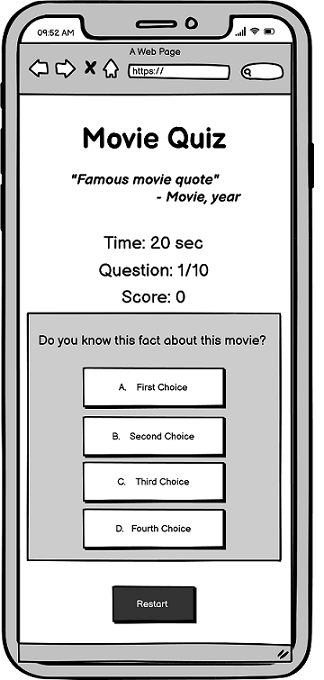 09:52 AM
A Web Page
https://
Movie Quiz
"Famous movie quote"
- Movie, year
Time: 20 sec
Question: 1/10
Score: 0
Do you know this fact about this movie?
A. First Choice
B. Second Choice
C. Third Choice
D. Fourth Choice
Restart